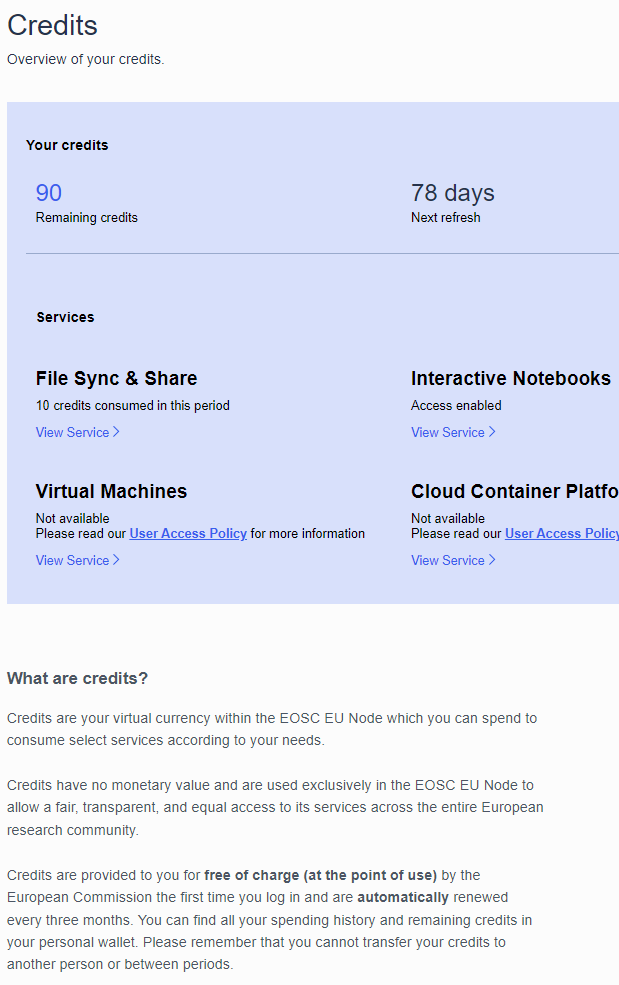 Credits
Overview of your credits.
Your credits
90
78 days
Remaining credits
Next refresh
Services
File Sync & Share
Interactive Notebooks
10 credits consumed in this period
Access enabled
View Service
View Service
Virtual Machines
Cloud Container Platfo
Not available
Not available
Please read our User Access Policy for more information
Please read our User Access Policy
View Service
View Service
What are credits?
Credits are your virtual currency within the EOSC EU Node which you can spend to
consume select services according to your needs.
Credits have no monetary value and are used exclusively in the EOSC EU Node to
allow a fair, transparent, and equal access to its services across the entire European
research community.
Credits are provided to you for free of charge (at the point of use) by the
European Commission the first time you log in and are automatically renewed
every three months. You can find all your spending history and remaining credits in
your personal wallet. Please remember that you cannot transfer your credits to
another person or between periods.